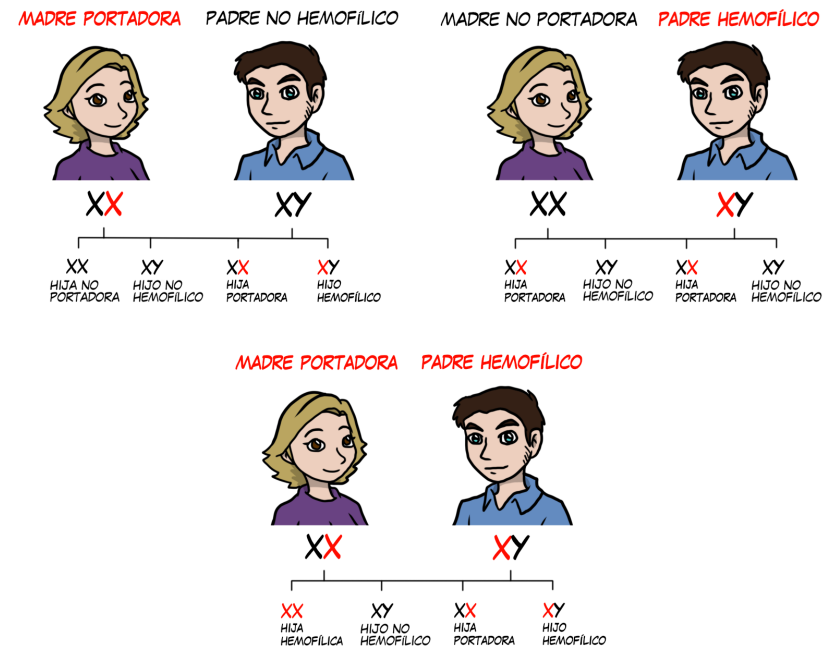 MADRE PORTADORA PADRE NO HEMOFÍLICO
XX XY
XX XY XX XY
HIJA NO HIJO NO HIJA HIJO
PORTADORA HEMOFÍLICO PORTADORA HEMOFÍLICO
MADRE NO PORTADORA PADRE HEMOFÍLICO
XX XY
XX XY XX XY
HIJA HIJO NO HIJA HIJO NO
PORTADORA HEMOFÍLICO PORTADORA HEMOFÍLICO
MADRE PORTADORA PADRE HEMOFÍLICO
XX XY
XX XY XX XY
HIJA HIJO NO HIJA HIJO
HEMOFÍLICA HEMOFÍLICO PORTADORA HEMOFÍLICO